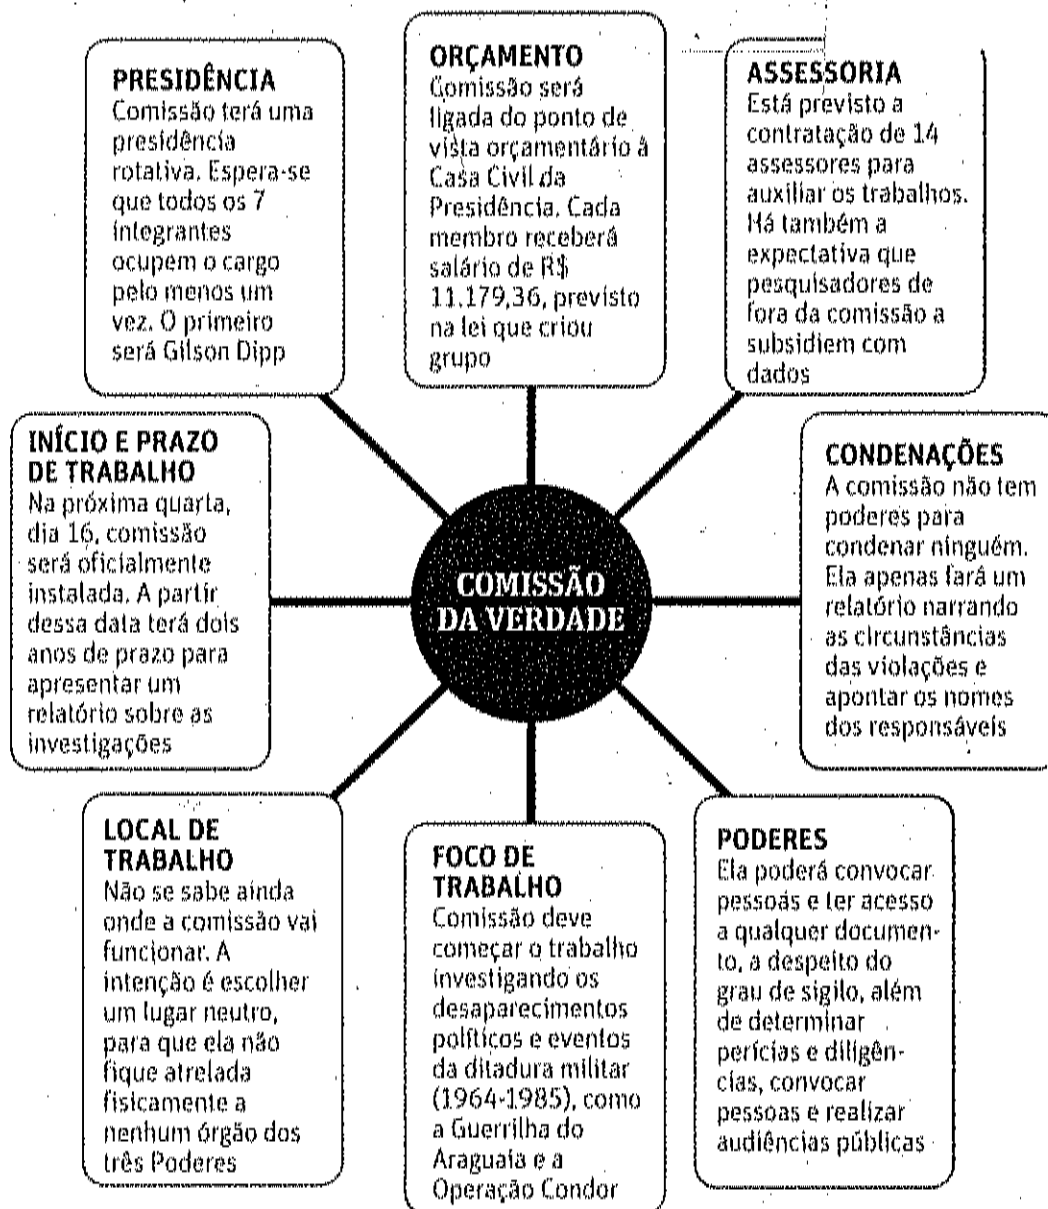 PRESIDÊNCIA
Comissão terá uma
presidência
rotativa. Espera-se
que todos os 7
integrantes
ocupem o cargo
pelo menos um
vez. O primeiro
será Gilson Dipp
ORÇAMENTO
Comissão será
ligada do ponto de
vista orçamentário à
Casa Civil da
Presidência. Cada
membro receberá
salário de R$
11.179,36, previsto
na lei que criou
grupo
ASSESSORIA
Está previsto a
contratação de 14
assessores para
auxiliar os trabalhos.
Há também a
expectativa que
pesquisadores de
fora da comissão a
subsidiem com
dados
INÍCIO E PRAZO
DE TRABALHO
Na próxima quarta,
dia 16, comissão
será oficialmente
instalada. A partir
dessa data terá dois
anos de prazo para
apresentar um
relatório sobre as
investigações
COMISSÃO
DA VERDADE
CONDENAÇÕES
A comissão não tem
poderes para
condenar ninguém.
Ela apenas fará um
relatório narrando
as circunstâncias
das violações e
apontar os nomes
dos responsáveis
LOCAL DE
TRABALHO
Não se sabe ainda
onde a comissão vai
funcionar. A
intenção é escolher
um lugar neutro,
para que ela não
fique atrelada
fisicamente a
nenhum órgão dos
três Poderes
FOCO DE
TRABALHO
Comissão deve
começar o trabalho
investigando os
desaparecimentos
políticos e eventos
da ditadura militar
(1964-1985), como
a Guerrilha do
Araguaia e a
Operação Condor
PODERES
Ela poderá convocar
pessoas e ter acesso
a qualquer documen-
to, a despeito do
grau de sigilo, além
de determinar
perícias e diligên-
cias, convocar
pessoas e realizar
audiências públicas